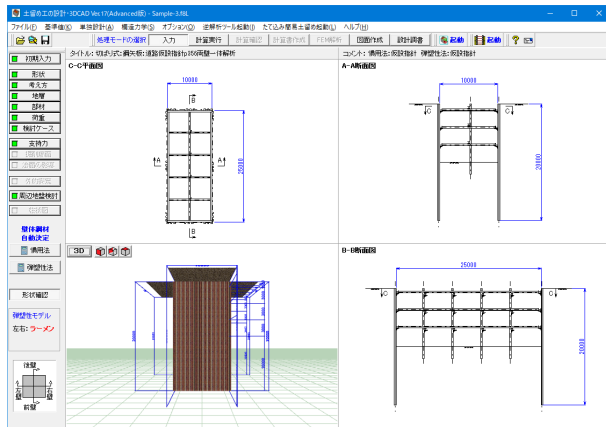 土留め工の設計・3DCAD Ver.17(Advanced版) - Sample-3.f8L
ファイル(F) 基準値(K) 単独設計(A) 構造力学(S) オプション(O) 逆解析ツール起動(I) たて込み簡易土留め起動(L) ヘルプ(H)
処理モードの選択 入力 計算実行 計算確認 計算書作成 FEM解析 図面作成 設計調書 起動 起動
初期入力 タイトル: 切ばり式:鋼矢板:道路仮設指針p355両壁一体解析 コメント: 慣用法:仮設指針 弾塑性法:仮設指針
形状
考え方
地層
部材
荷重
検討ケース
支持力
周辺地盤検討
壁体鋼材
自動決定
慣用法
弾塑性法
形状確認
弾塑性モデル
左右: ラーメン
後壁
左壁
右壁
前壁
C-C平面図
10000
B
A
A
25000
B
A-A断面図
10000
C
C
20000
3D
B-B断面図
25000
C
C
20000